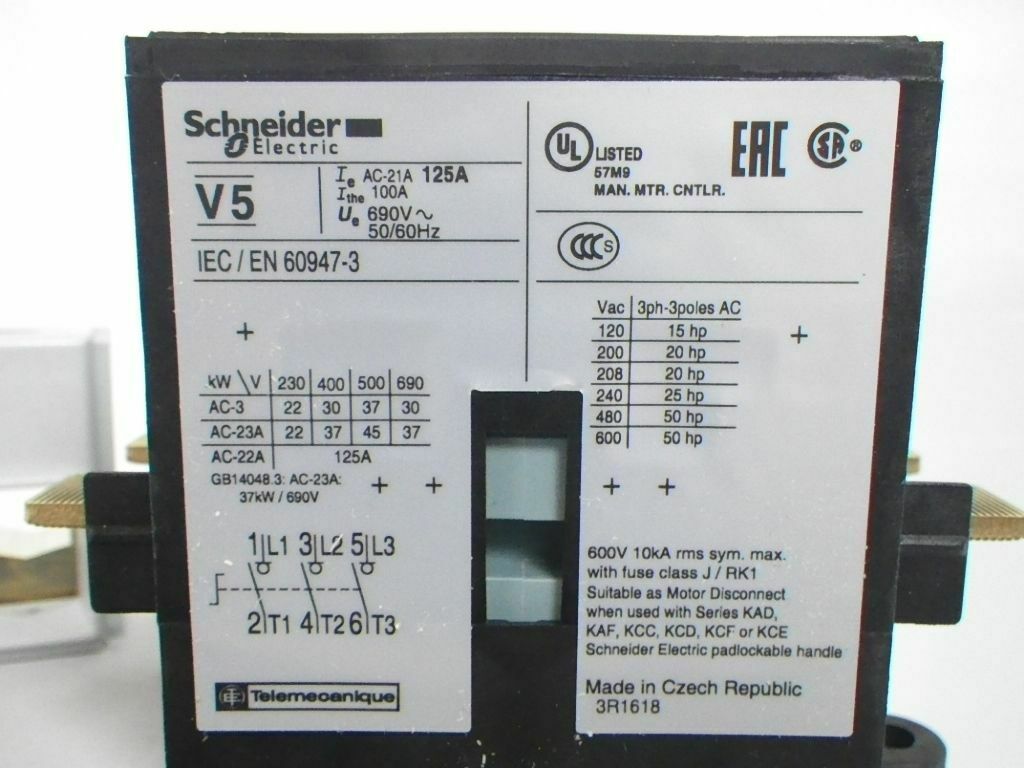 Schneider
Electric
V5
Ie AC-21A 125A
Ithe 100A
Ue 690V~
50/60Hz
IEC / EN 60947-3
kW \ V 230 400 500 690
AC-3 22 30 37 30
AC-23A 22 37 45 37
AC-22A 125A
GB14048.3: AC-23A:
37kW / 690V
1 L1 3 L2 5 L3
2 T1 4 T2 6 T3
TE Telemecanique
UL LISTED
57M9
MAN. MTR. CNTLR.
EAC
SA ®
CCC S
Vac 3ph-3poles AC
120 15 hp
200 20 hp
208 20 hp
240 25 hp
480 50 hp
600 50 hp
600V 10kA rms sym. max.
with fuse class J / RK1
Suitable as Motor Disconnect
when used with Series KAD,
KAF, KCC, KCD, KCF or KCE
Schneider Electric padlockable handle
Made in Czech Republic
3R1618